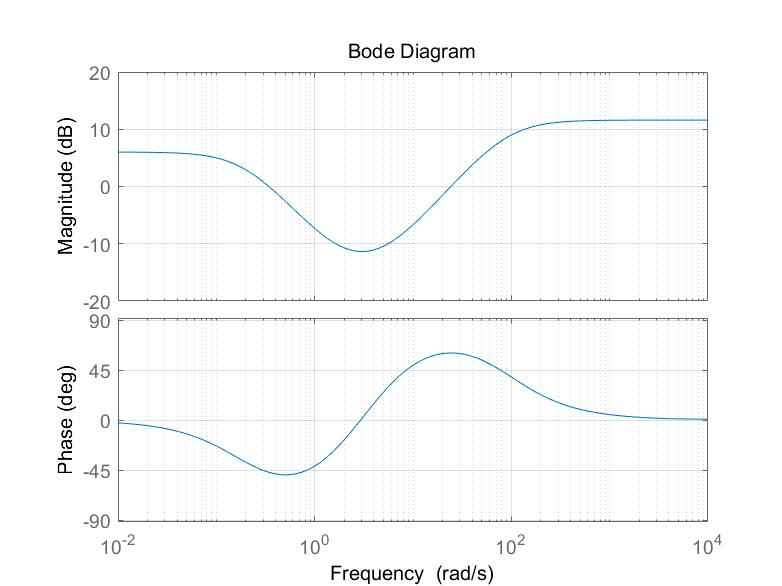 Bode Diagram
Magnitude (dB)
20
10
0
-10
-20
Phase (deg)
90
45
0
-45
-90
10^-2 10^0 10^2 10^4
Frequency (rad/s)